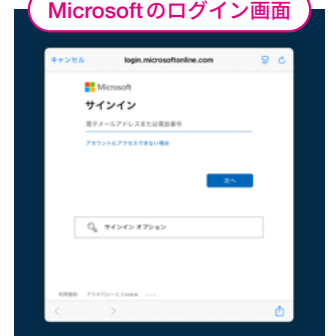 Microsoftのログイン画面
キャンセル login.microsoftonline.com
Microsoft
サインイン
電子メールアドレスまたは電話番号
アカウントにアクセスできない場合
次へ
サインイン オプション
利用規約 プライバシーと Cookie ...